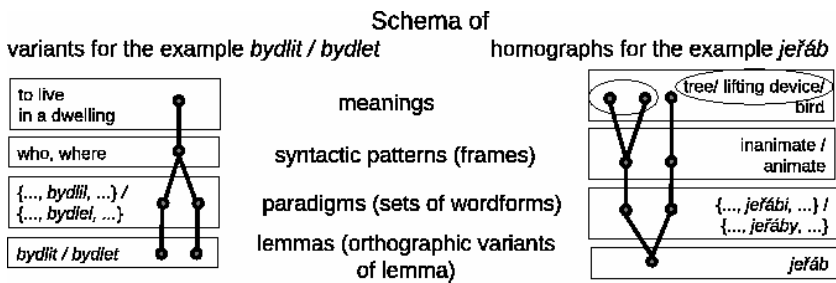 Schema of
variants for the example bydlit / bydlet
homographs for the example jeřáb
to live
in a dwelling
meanings
tree/ lifting device/
bird
who, where
syntactic patterns (frames)
inanimate /
animate
{..., bydlil, ...} /
{..., bydlel, ...}
paradigms (sets of wordforms)
{..., jeřábi, ...} /
{..., jeřáby, ...}
bydlit / bydlet
lemmas (orthographic variants
of lemma)
jeřáb